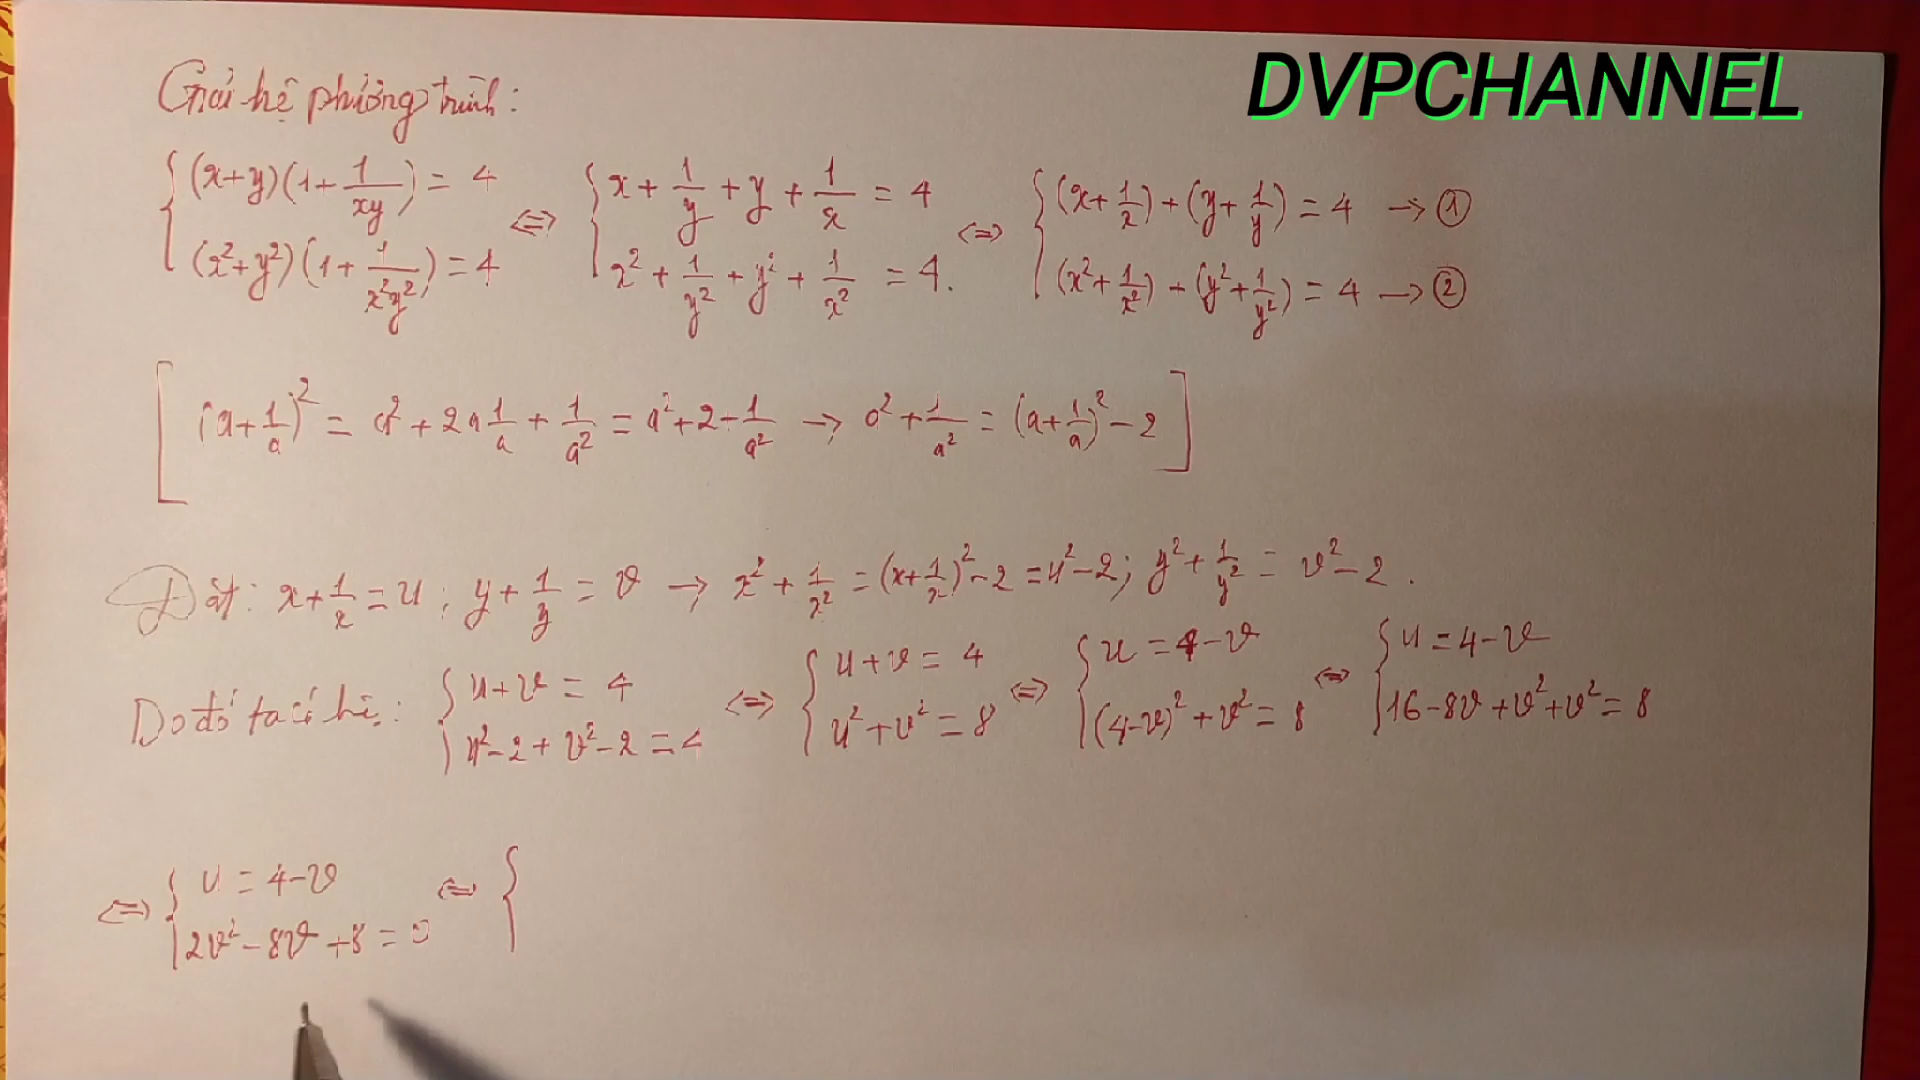 DVPCHANNEL
Giải hệ phương trình:
{ (x+y)(1+1/xy) = 4 <=> { x + 1/y + y + 1/x = 4 <=> { (x+1/x) + (y+1/y) = 4 → ①
(x²+y²)(1+1/x²y²) = 4 x² + 1/y² + y² + 1/x² = 4. (x²+1/x²) + (y²+1/y²) = 4 → ②
[ (a+1/a)² = a² + 2a1/a + 1/a² = a²+2+1/a² → a²+1/a² = (a+1/a)²-2 ]
Đặt: x+1/x = u; y+1/y = v → x²+1/x² = (x+1/x)²-2 = u²-2; y²+1/y² = v²-2.
Do đó ta có hệ: { u+v = 4 <=> { u+v = 4 <=> { u = 4-v <=> { u = 4-v
u²-2+v²-2 = 4 u²+v² = 8 (4-v)²+v² = 8 16-8v+v²+v² = 8
<=> { u = 4-v <=> {
2v²-8v+8 = 0